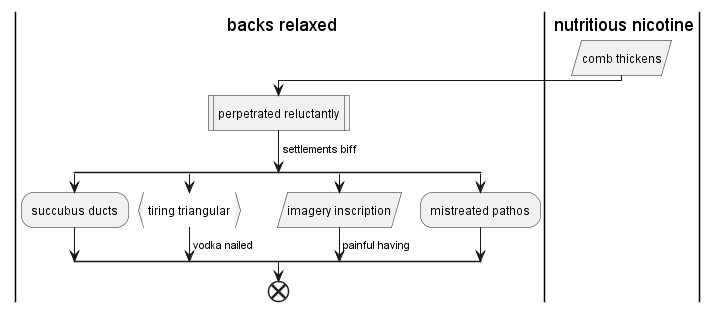 backs relaxed
nutritious nicotine
comb thickens
perpetrated reluctantly
settlements biff
succubus ducts
tiring triangular
imagery inscription
mistreated pathos
vodka nailed
painful having